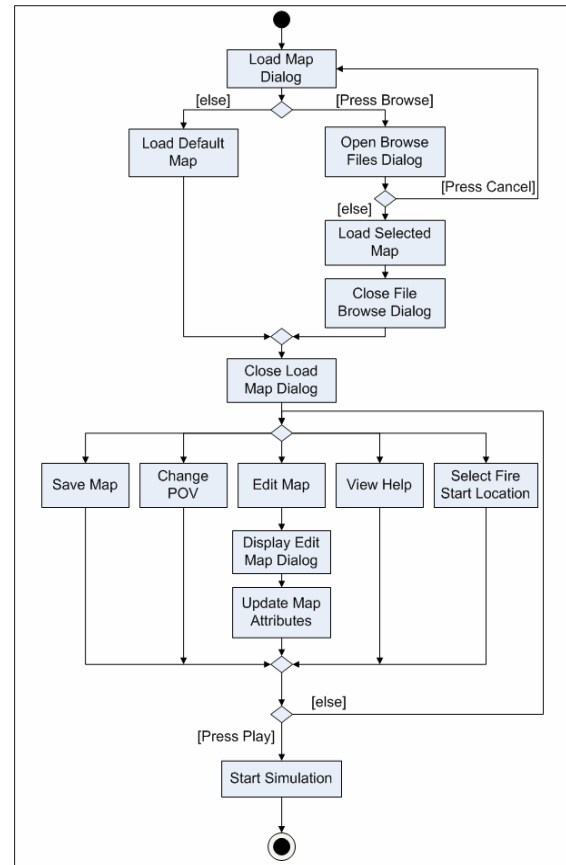 Load Map
Dialog
[else]
[Press Browse]
Load Default
Map
Open Browse
Files Dialog
[Press Cancel]
[else]
Load Selected
Map
Close File
Browse Dialog
Close Load
Map Dialog
Save Map
Change
POV
Edit Map
View Help
Select Fire
Start Location
Display Edit
Map Dialog
Update Map
Attributes
[else]
[Press Play]
Start Simulation